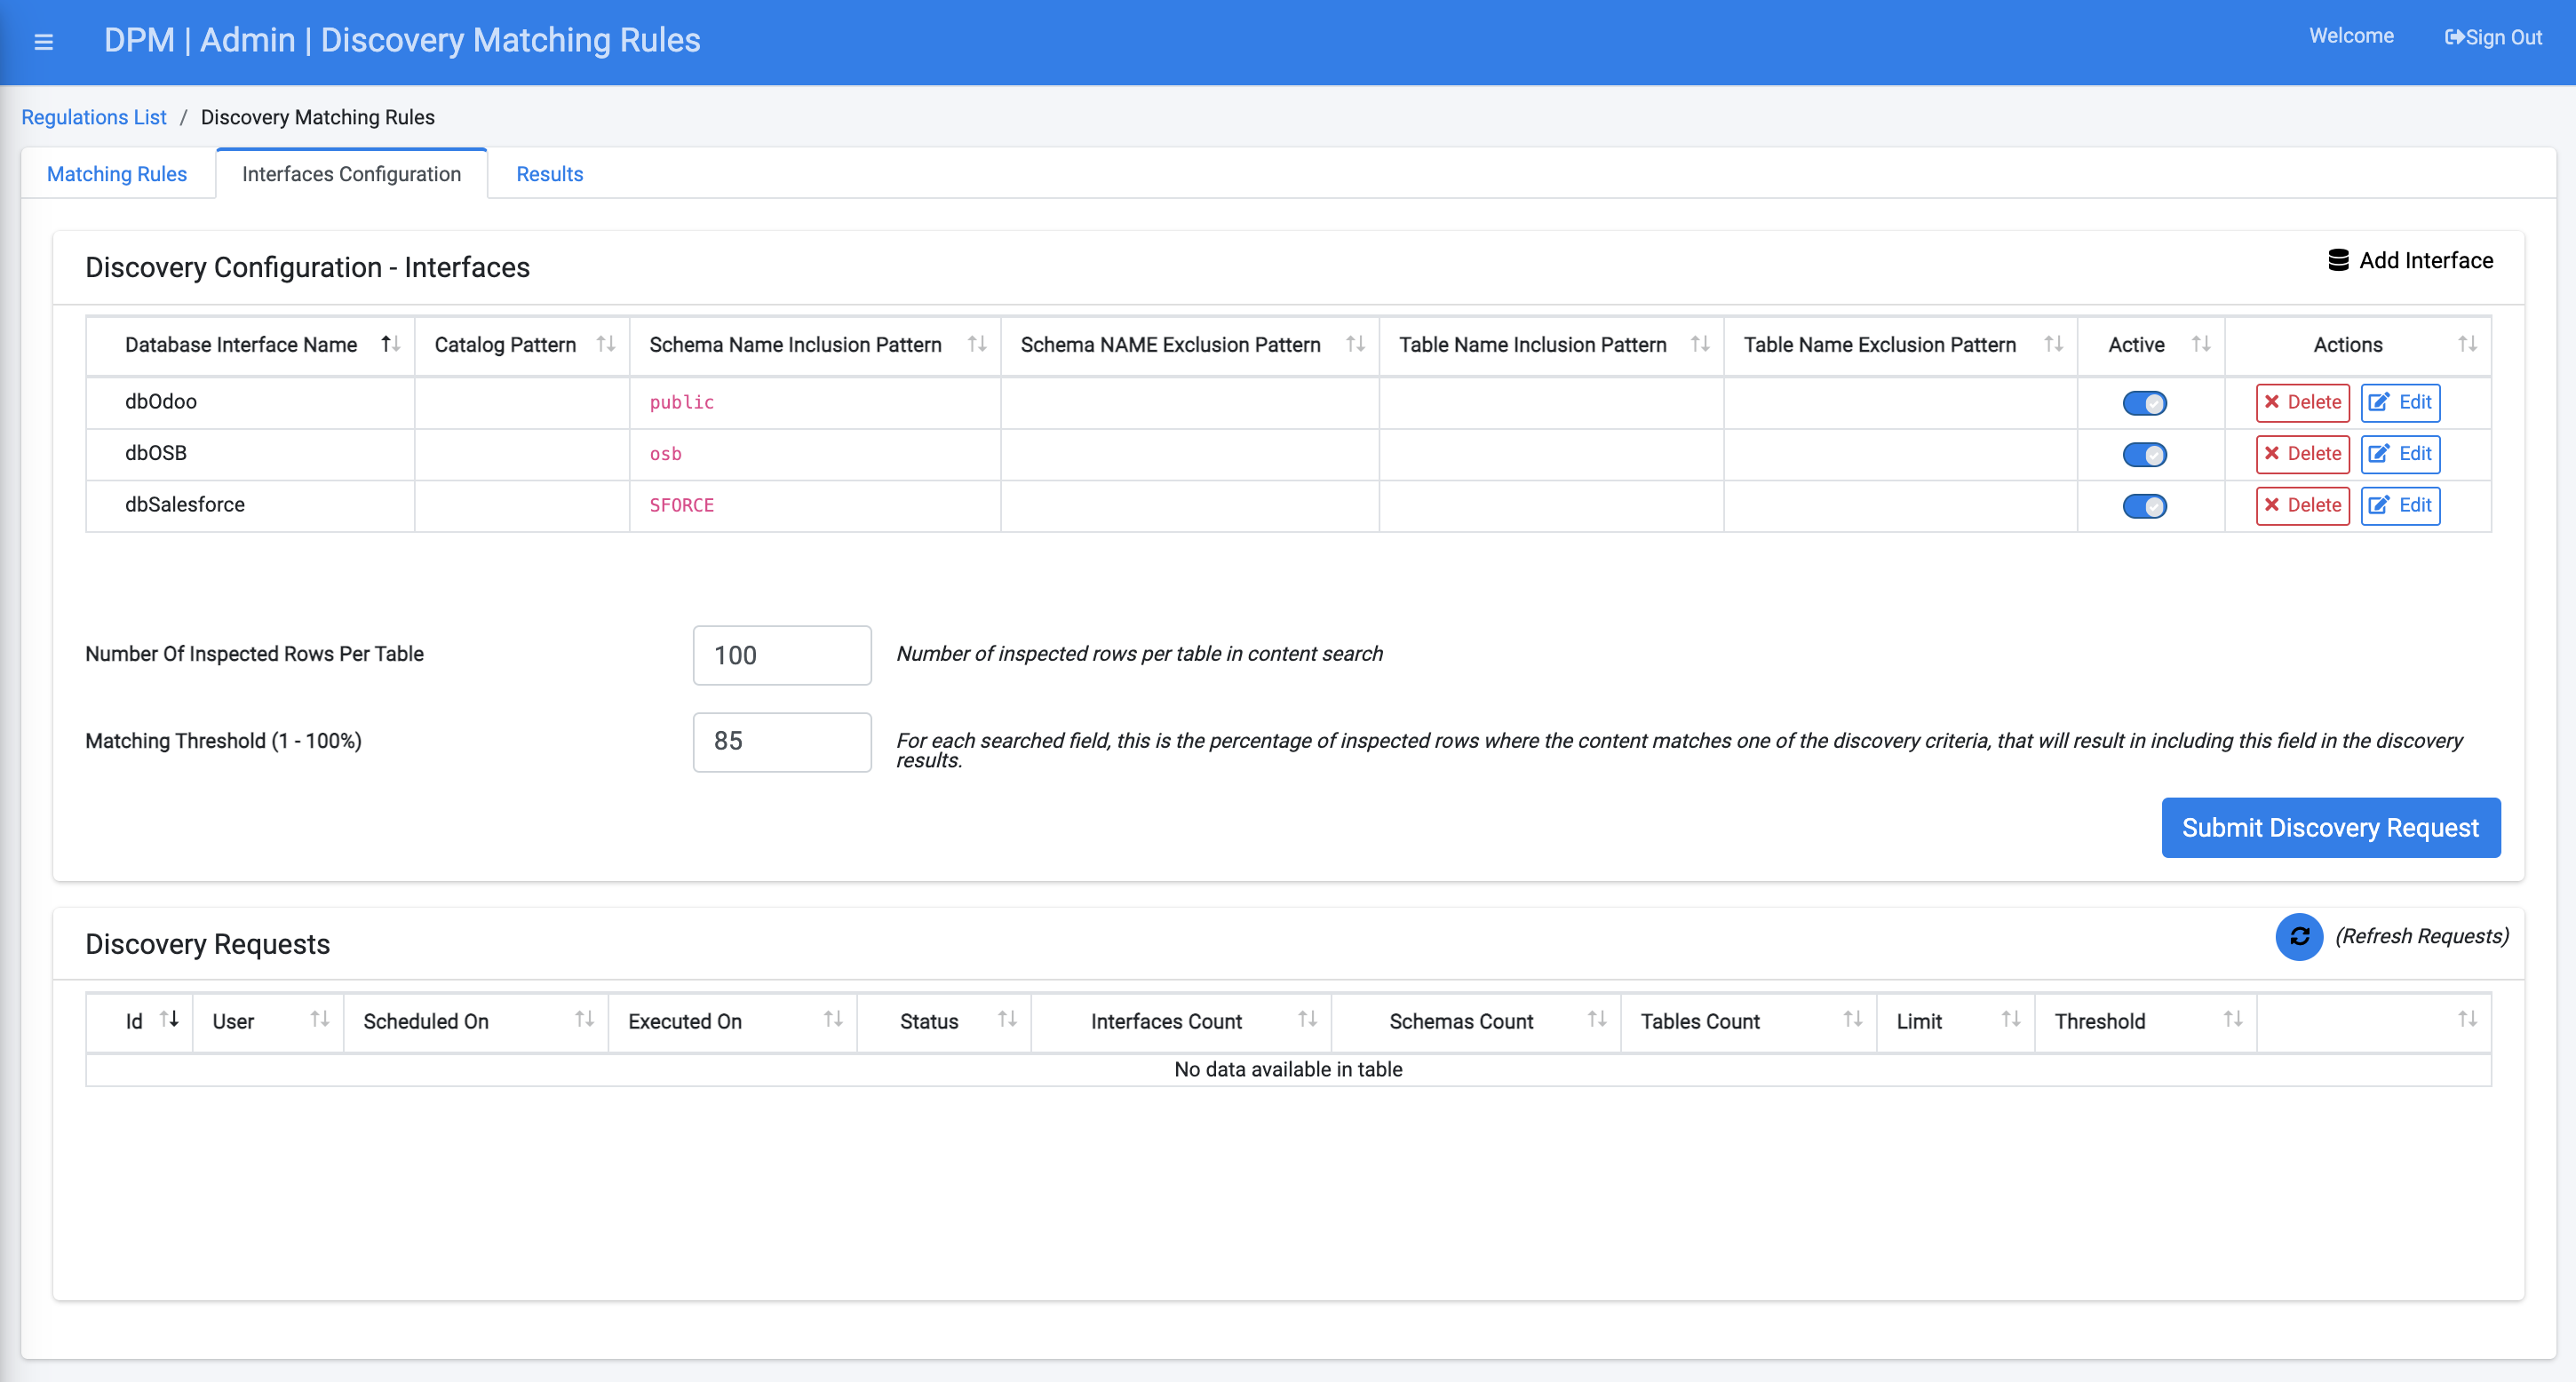 DPM | Admin | Discovery Matching Rules
Welcome
Sign Out
Regulations List / Discovery Matching Rules
Matching Rules
Interfaces Configuration
Results
Discovery Configuration - Interfaces
Add Interface
Database Interface Name Catalog Pattern Schema Name Inclusion Pattern Schema NAME Exclusion Pattern Table Name Inclusion Pattern Table Name Exclusion Pattern Active Actions
dbOdoo public Delete Edit
dbOSB osb Delete Edit
dbSalesforce SFORCE Delete Edit
Number Of Inspected Rows Per Table 100 Number of inspected rows per table in content search
Matching Threshold (1 - 100%) 85 For each searched field, this is the percentage of inspected rows where the content matches one of the discovery criteria, that will result in including this field in the discovery
results.
Submit Discovery Request
Discovery Requests
(Refresh Requests)
Id User Scheduled On Executed On Status Interfaces Count Schemas Count Tables Count Limit Threshold
No data available in table